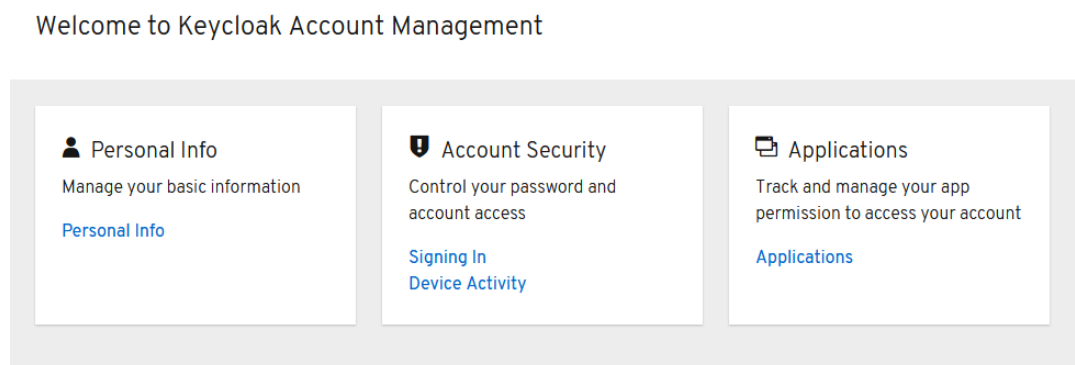 Welcome to Keycloak Account Management
Personal Info
Manage your basic information
Personal Info
Account Security
Control your password and
account access
Signing In
Device Activity
Applications
Track and manage your app
permission to access your account
Applications